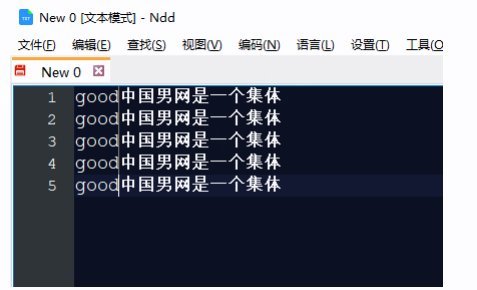 New 0 [文本模式] - Ndd
文件(F) 编辑(E) 查找(S) 视图(V) 编码(N) 语言(L) 设置(T) 工具(O
New 0
1 good中国男网是一个集体
2 good中国男网是一个集体
3 good中国男网是一个集体
4 good中国男网是一个集体
5 good中国男网是一个集体